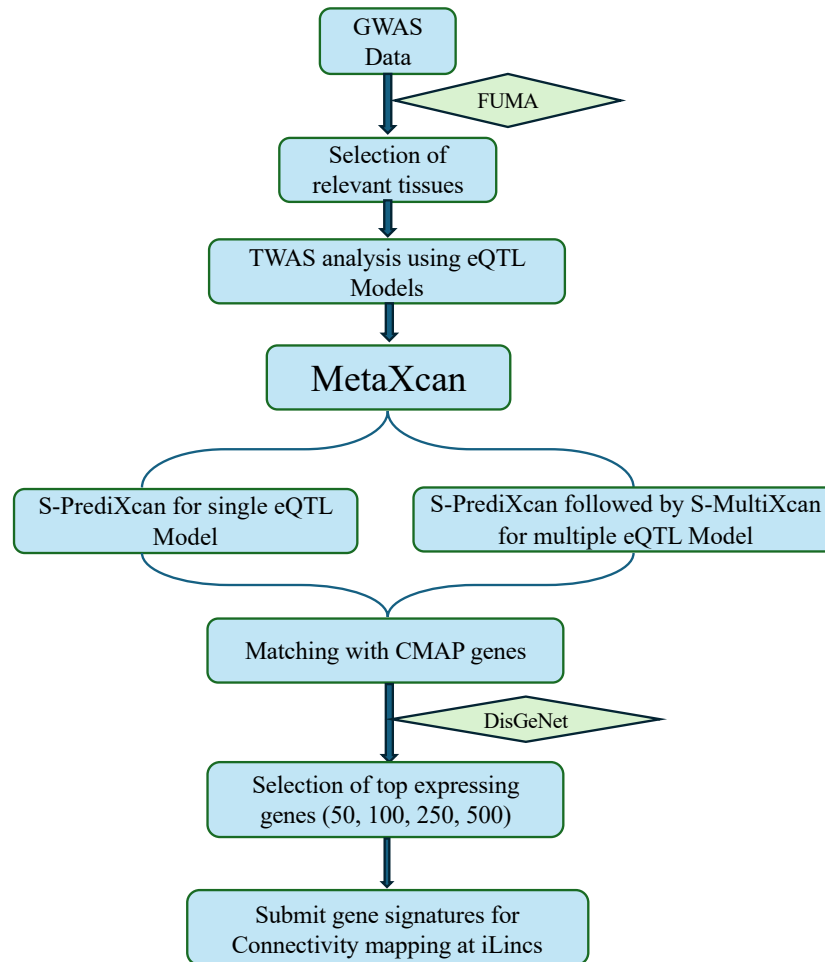 GWAS
Data
FUMA
Selection of
relevant tissues
TWAS analysis using eQTL
Models
MetaXcan
S-PrediXcan for single eQTL
Model
S-PrediXcan followed by S-MultiXcan
for multiple eQTL Model
Matching with CMAP genes
DisGeNet
Selection of top expressing
genes (50, 100, 250, 500)
Submit gene signatures for
Connectivity mapping at iLincs